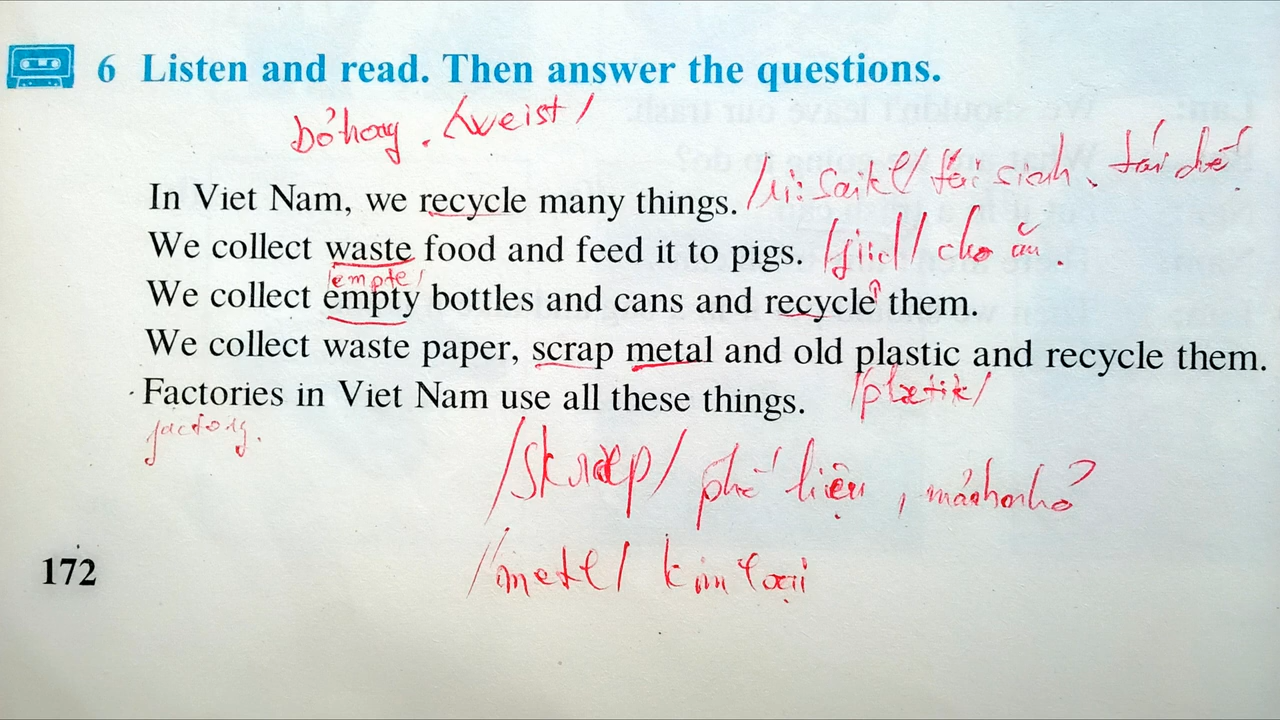 6 Listen and read. Then answer the questions.
bỏ hoang. /weist/
In Viet Nam, we recycle many things. /ri:saikl/ tái sinh, tái chế
We collect waste food and feed it to pigs. /fi:d/ cho ăn.
/empte/
We collect empty bottles and cans and recycle them.
We collect waste paper, scrap metal and old plastic and recycle them.
Factories in Viet Nam use all these things. /plætik/
factory.
/skræp/ phế liệu, mảnh nhỏ
/metl/ kim loại
172